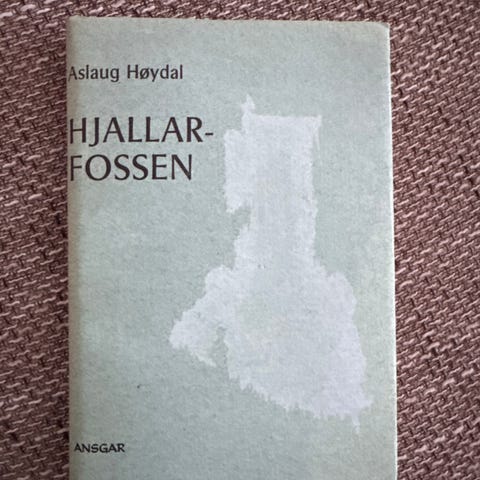 Aslaug Høydal
HJALLAR-
FOSSEN
ANSGAR